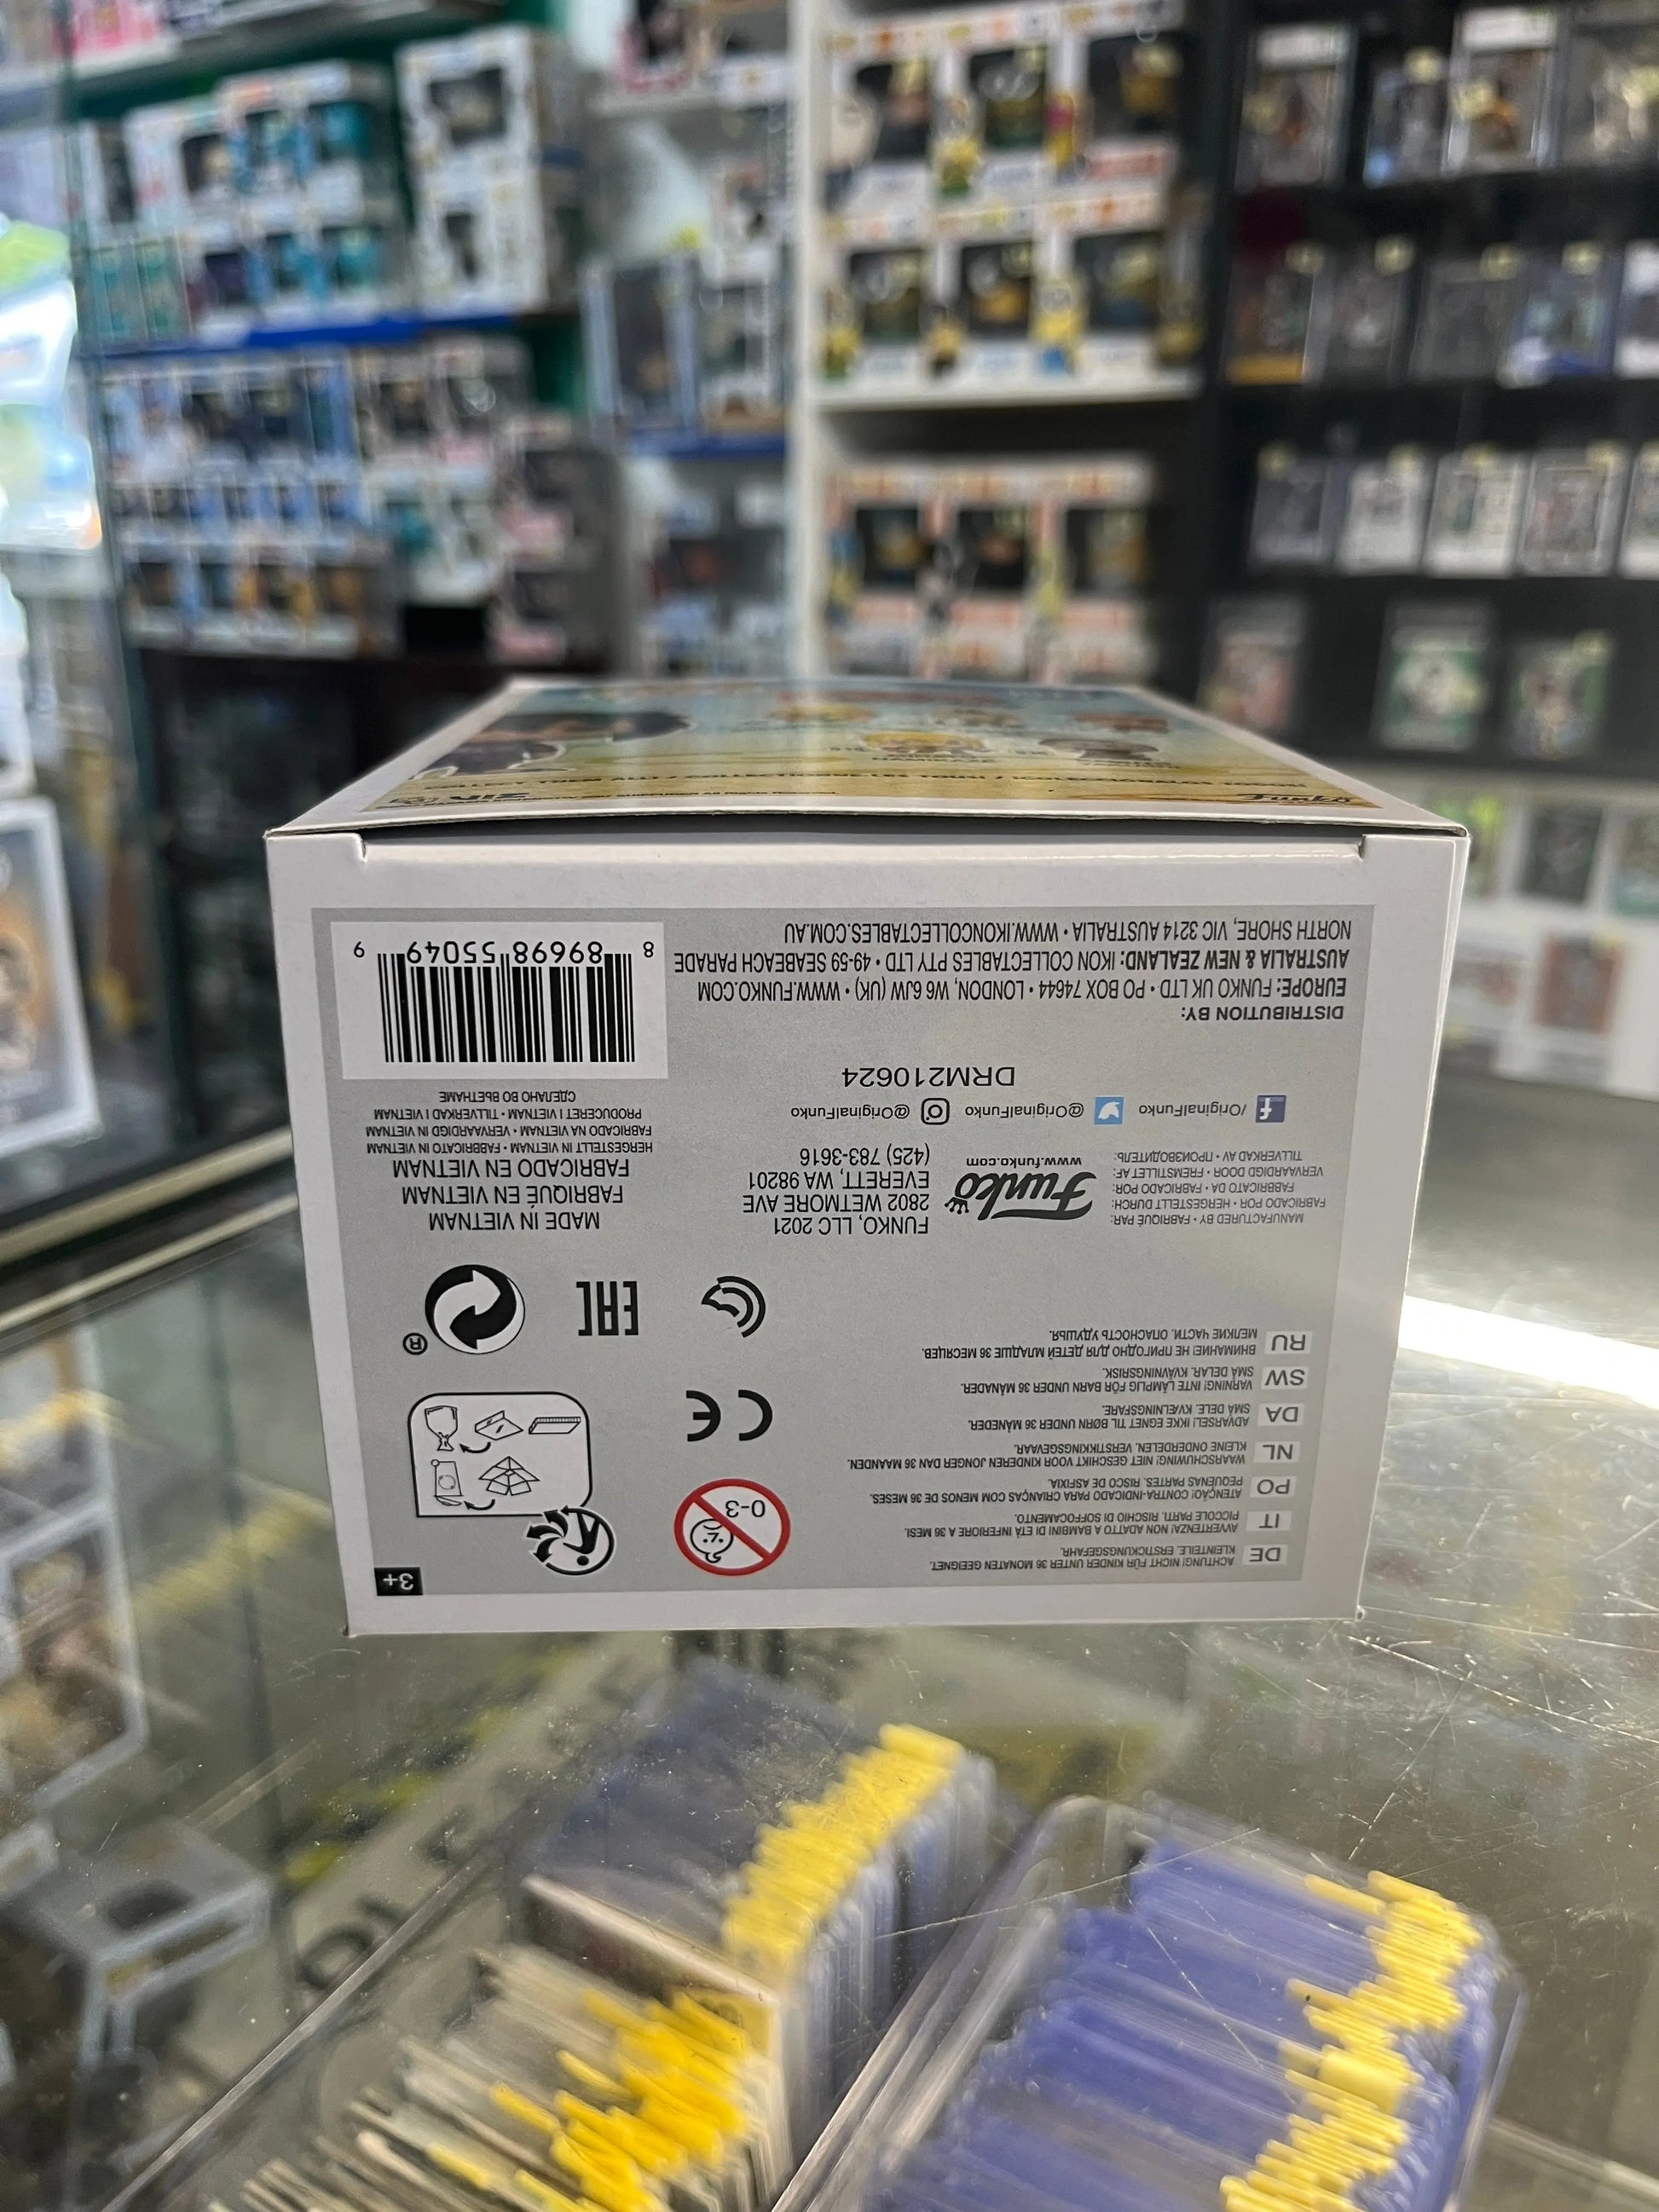 3+
DE ACHTUNG! NICHT FÜR KINDER UNTER 36 MONATEN GEEIGNET.
KLEINTEILE. ERSTICKUNGSGEFAHR.
IT AVVERTENZA! NON ADATTO A BAMBINI DI ETÀ INFERIORE A 36 MESI.
PICCOLE PARTI. RISCHIO DI SOFFOCAMENTO.
PO ATENÇÃO! CONTRA-INDICADO PARA CRIANÇAS COM MENOS DE 36 MESES.
PEQUENAS PARTES. RISCO DE ASFIXIA.
NL WAARSCHUWING! NIET GESCHIKT VOOR KINDEREN JONGER DAN 36 MAANDEN.
KLEINE ONDERDELEN. VERSTIKKINGSGEVAAR.
DA ADVARSEL! IKKE EGNET TIL BØRN UNDER 36 MÅNEDER.
SMÅ DELE. KVÆLNINGSFARE.
SW VARNING! INTE LÄMPLIG FÖR BARN UNDER 36 MÅNADER.
SMÅ DELAR. KVÄVNINGSRISK.
RU ВНИМАНИЕ! НЕ ПРИГОДНО ДЛЯ ДЕТЕЙ МЛАДШЕ 36 МЕСЯЦЕВ.
МЕЛКИЕ ЧАСТИ. ОПАСНОСТЬ УДУШЬЯ.
0-3
CE
EAC
®
MANUFACTURED BY • FABRIQUÉ PAR:
FABRICADO POR • HERGESTELLT DURCH:
FABBRICATO DA • FABRICADO POR:
VERVAARDIGD DOOR • FREMSTILLET AF:
TILLVERKAD AV • ПРОИЗВОДИТЕЛЬ:
Funko
www.funko.com
FUNKO, LLC 2021
2802 WETMORE AVE
EVERETT, WA 98201
(425) 783-3616
/OriginalFunko @OriginalFunko @OriginalFunko
DRM210624
MADE IN VIETNAM
FABRIQUÉ EN VIETNAM
FABRICADO EN VIETNAM
HERGESTELLT IN VIETNAM • FABBRICATO IN VIETNAM
FABRICADO NA VIETNAM • VERVAARDIGD IN VIETNAM
PRODUCERET I VIETNAM • TILLVERKAD I VIETNAM
СДЕЛАНО ВО ВЬЕТНАМЕ
DISTRIBUTION BY:
EUROPE: FUNKO UK LTD • PO BOX 74644 • LONDON, W6 6JW (UK) • WWW.FUNKO.COM
AUSTRALIA & NEW ZEALAND: IKON COLLECTABLES PTY LTD • 49-59 SEABEACH PARADE
NORTH SHORE, VIC 3214 AUSTRALIA • WWW.IKONCOLLECTABLES.COM.AU
8 89698 55049 9
Funko